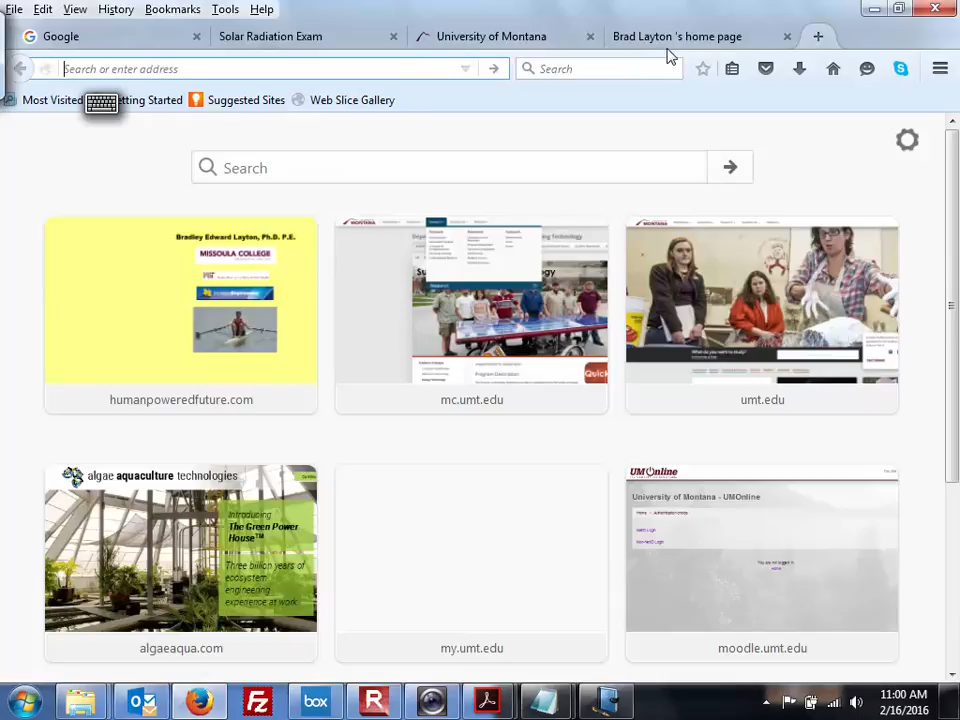 File Edit View History Bookmarks Tools Help
Google Solar Radiation Exam University of Montana Brad Layton 's home page
Search or enter address Search
Most Visited Getting Started Suggested Sites Web Slice Gallery
Search
Bradley Edward Layton, Ph.D. P.E.
MISSOULA COLLEGE
humanpoweredfuture.com
mc.umt.edu
umt.edu
algae aquaculture technologies
Introducing
The Green Power
House™
Three billion years of
ecosystem
engineering
experience at work
algaeaqua.com
my.umt.edu
UMOnline
University of Montana - UMOnline
moodle.umt.edu
box
11:00 AM
2/16/2016